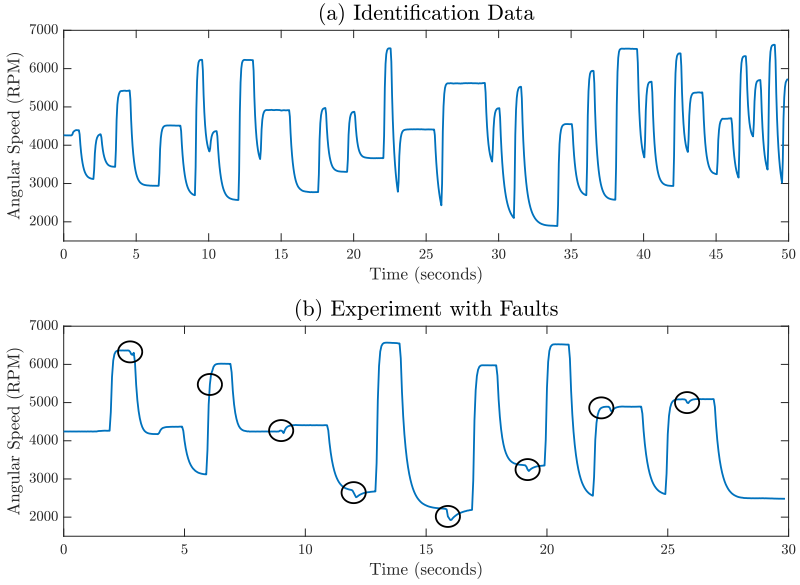 (a) Identification Data
7000
6000
5000
4000
3000
2000
Angular Speed (RPM)
0 5 10 15 20 25 30 35 40 45 50
Time (seconds)
(b) Experiment with Faults
7000
6000
5000
4000
3000
2000
Angular Speed (RPM)
0 5 10 15 20 25 30
Time (seconds)